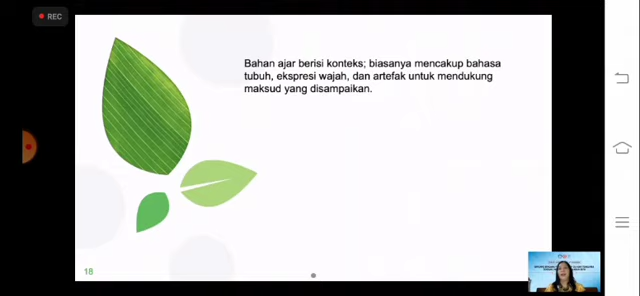 REC
Bahan ajar berisi konteks; biasanya mencakup bahasa
tubuh, ekspresi wajah, dan artefak untuk mendukung
maksud yang disampaikan.
18